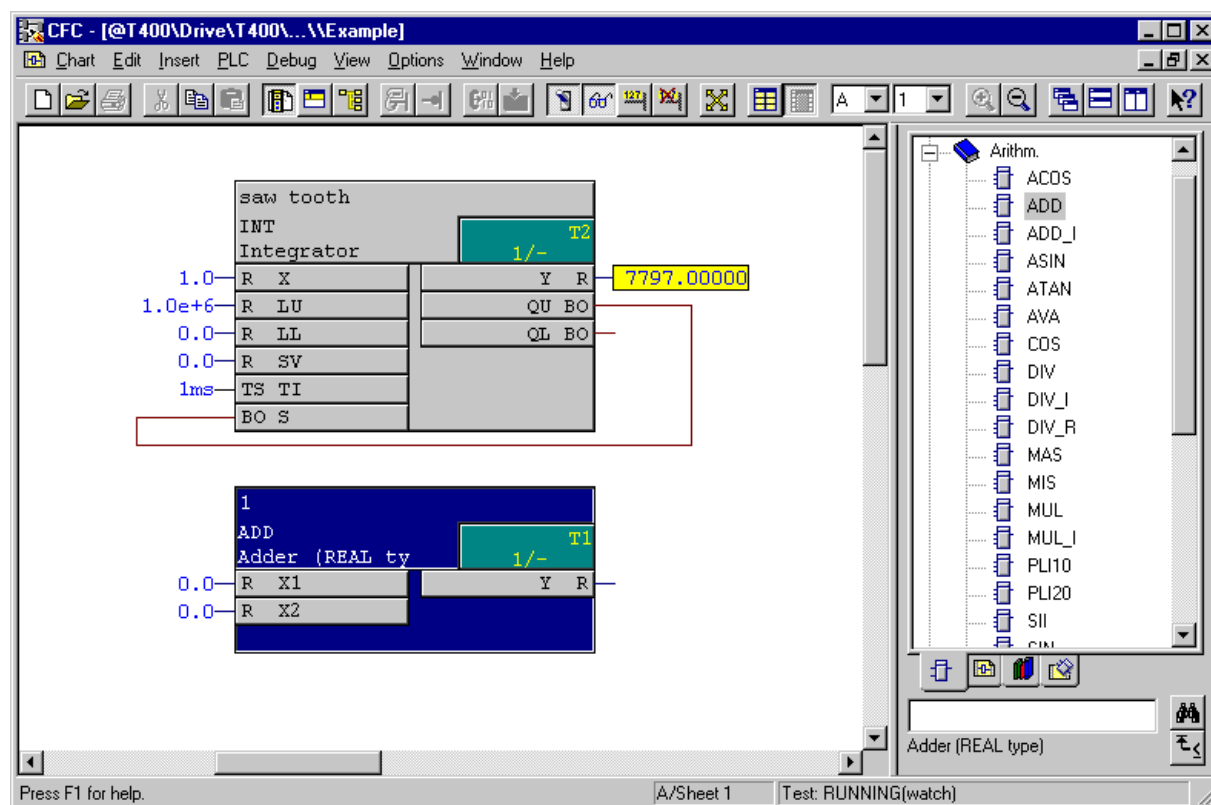 CFC - [@T400\Drive\T400\...\\Example]
Chart Edit Insert PLC Debug View Options Window Help
A 1
saw tooth
INT
Integrator
T2
1/-
1.0 R X Y R 7797.00000
1.0e+6 R LU QU BO
0.0 R LL QL BO
0.0 R SV
1ms TS TI
BO S
1
ADD
Adder (REAL ty
T1
1/-
0.0 R X1 Y R
0.0 R X2
Arithm.
ACOS
ADD
ADD_I
ASIN
ATAN
AVA
COS
DIV
DIV_I
DIV_R
MAS
MIS
MUL
MUL_I
PLI10
PLI20
SII
SIN
Adder (REAL type)
Press F1 for help.
A/Sheet 1
Test: RUNNING(watch)